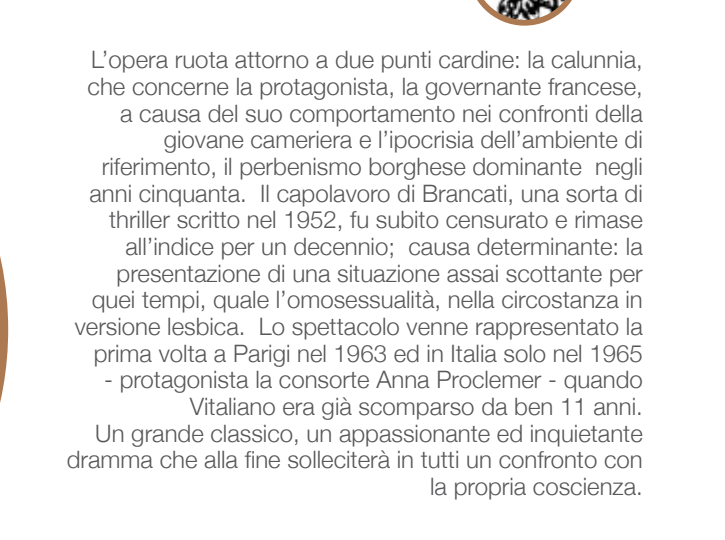 L’opera ruota attorno a due punti cardine: la calunnia,
che concerne la protagonista, la governante francese,
a causa del suo comportamento nei confronti della
giovane cameriera e l’ipocrisia dell’ambiente di
riferimento, il perbenismo borghese dominante  negli
anni cinquanta.  Il capolavoro di Brancati, una sorta di
thriller scritto nel 1952, fu subito censurato e rimase
all’indice per un decennio;  causa determinante: la
presentazione di una situazione assai scottante per
quei tempi, quale l’omosessualità, nella circostanza in
versione lesbica.  Lo spettacolo venne rappresentato la
prima volta a Parigi nel 1963 ed in Italia solo nel 1965
- protagonista la consorte Anna Proclemer - quando
Vitaliano era già scomparso da ben 11 anni.
Un grande classico, un appassionante ed inquietante
dramma che alla fine solleciterà in tutti un confronto con
la propria coscienza.